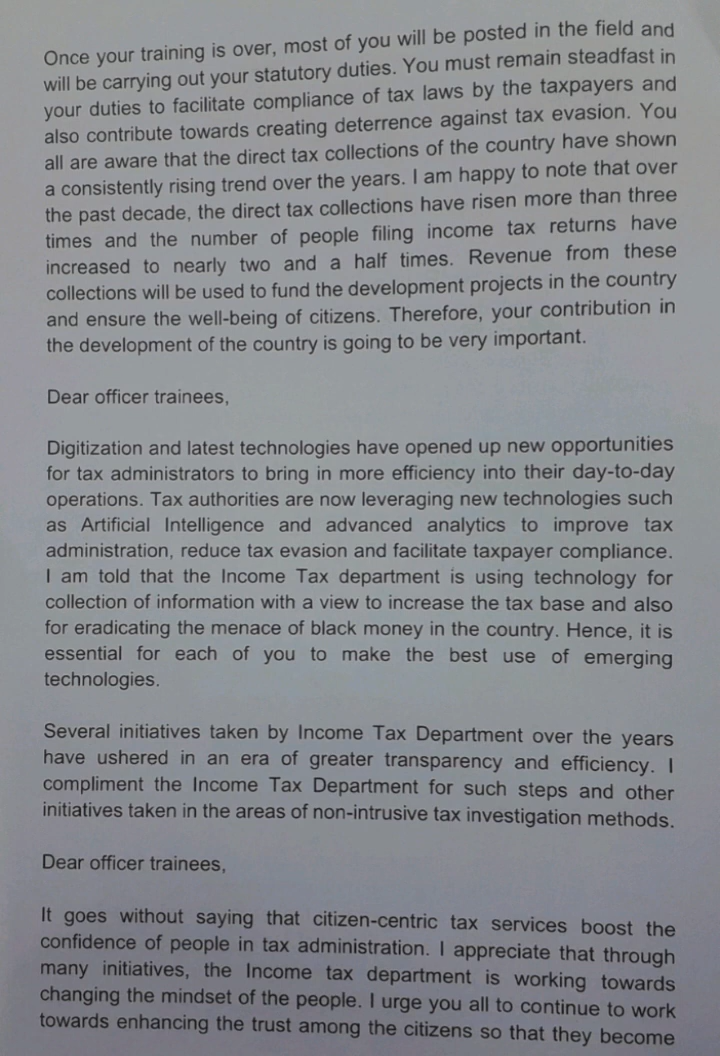 Once your training is over, most of you will be posted in the field and
will be carrying out your statutory duties. You must remain steadfast in
your duties to facilitate compliance of tax laws by the taxpayers and
also contribute towards creating deterrence against tax evasion. You
all are aware that the direct tax collections of the country have shown
a consistently rising trend over the years. I am happy to note that over
the past decade, the direct tax collections have risen more than three
times and the number of people filing income tax returns have
increased to nearly two and a half times. Revenue from these
collections will be used to fund the development projects in the country
and ensure the well-being of citizens. Therefore, your contribution in
the development of the country is going to be very important.
Dear officer trainees,
Digitization and latest technologies have opened up new opportunities
for tax administrators to bring in more efficiency into their day-to-day
operations. Tax authorities are now leveraging new technologies such
as Artificial Intelligence and advanced analytics to improve tax
administration, reduce tax evasion and facilitate taxpayer compliance.
I am told that the Income Tax department is using technology for
collection of information with a view to increase the tax base and also
for eradicating the menace of black money in the country. Hence, it is
essential for each of you to make the best use of emerging
technologies.
Several initiatives taken by Income Tax Department over the years
have ushered in an era of greater transparency and efficiency. I
compliment the Income Tax Department for such steps and other
initiatives taken in the areas of non-intrusive tax investigation methods.
Dear officer trainees,
It goes without saying that citizen-centric tax services boost the
confidence of people in tax administration. I appreciate that through
many initiatives, the Income tax department is working towards
changing the mindset of the people. I urge you all to continue to work
towards enhancing the trust among the citizens so that they become